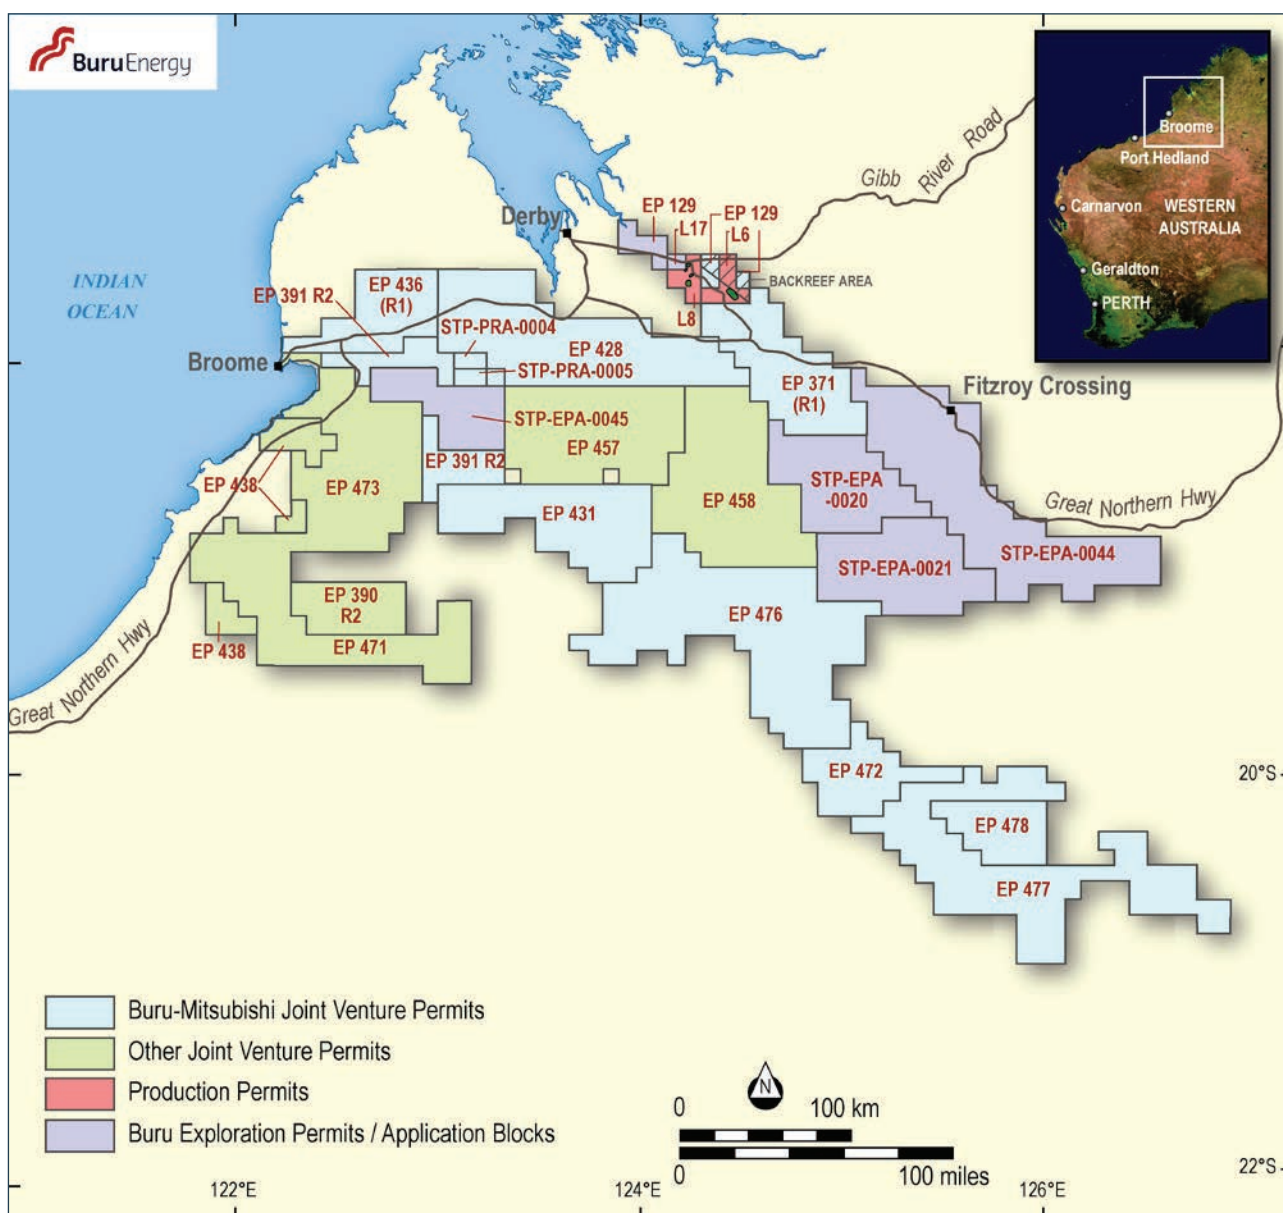 BuruEnergy
Gibb River Road
Broome
Port Hedland
Carnarvon
WESTERN
AUSTRALIA
Geraldton
PERTH
Derby
EP 129
EP 129
L17
L6
BACKREEF AREA
L8
INDIAN
OCEAN
EP 391 R2
EP 436
(R1)
STP-PRA-0004
EP 428
STP-PRA-0005
Broome
EP 371
(R1)
Fitzroy Crossing
STP-EPA-0045
EP 457
EP 391 R2
EP 438
EP 473
STP-EPA
-0020
EP 458
EP 431
Great Northern Hwy
STP-EPA-0021
STP-EPA-0044
EP 390
R2
EP 476
EP 438
EP 471
Great Northern Hwy
EP 472
20°S
EP 478
EP 477
Buru-Mitsubishi Joint Venture Permits
Other Joint Venture Permits
Production Permits
Buru Exploration Permits / Application Blocks
N
0 100 km
0 100 miles
22°S
122°E
124°E
126°E